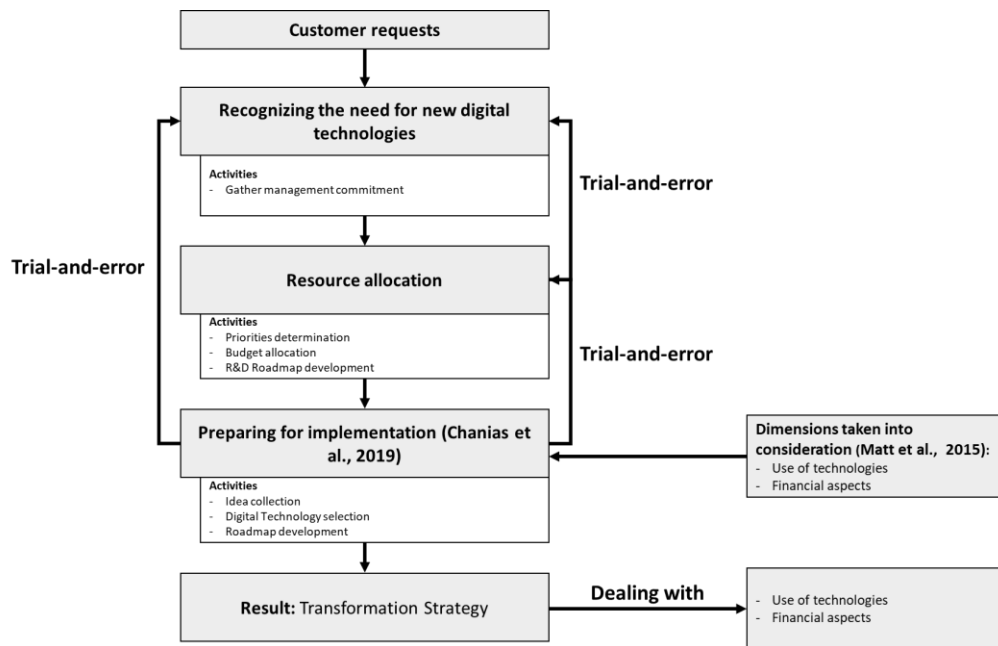 Customer requests
Recognizing the need for new digital
technologies
Activities
- Gather management commitment
Trial-and-error
Trial-and-error
Resource allocation
Activities
- Priorities determination
- Budget allocation
- R&D Roadmap development
Trial-and-error
Preparing for implementation (Chanias et
al., 2019)
Activities
- Idea collection
- Digital Technology selection
- Roadmap development
Dimensions taken into
consideration (Matt et al., 2015):
- Use of technologies
- Financial aspects
Result: Transformation Strategy
Dealing with
- Use of technologies
- Financial aspects